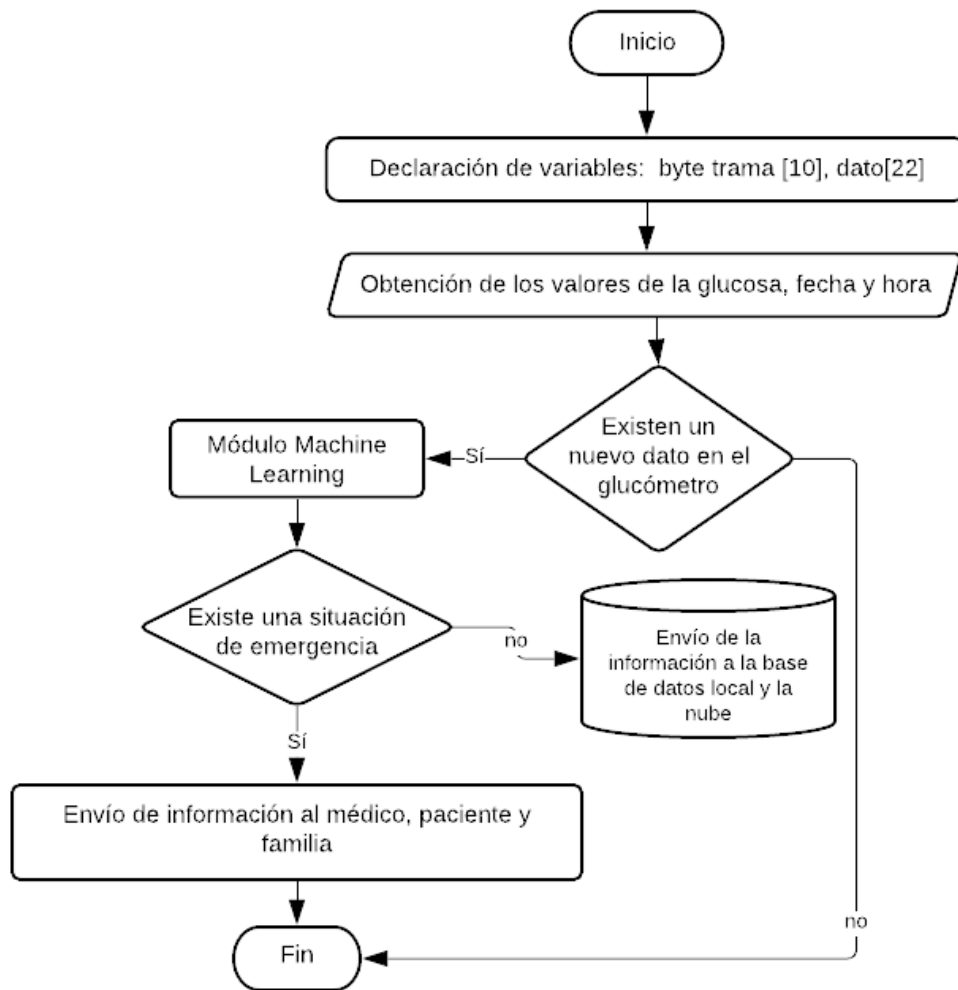 Inicio
Declaración de variables:  byte trama [10], dato[22]
Obtención de los valores de la glucosa, fecha y hora
Existen un
nuevo dato en el
glucómetro
Sí
Módulo Machine
Learning
Existe una situación
de emergencia
no
Envío de la
información a la base
de datos local y la
nube
Sí
Envío de información al médico, paciente y
familia
no
Fin